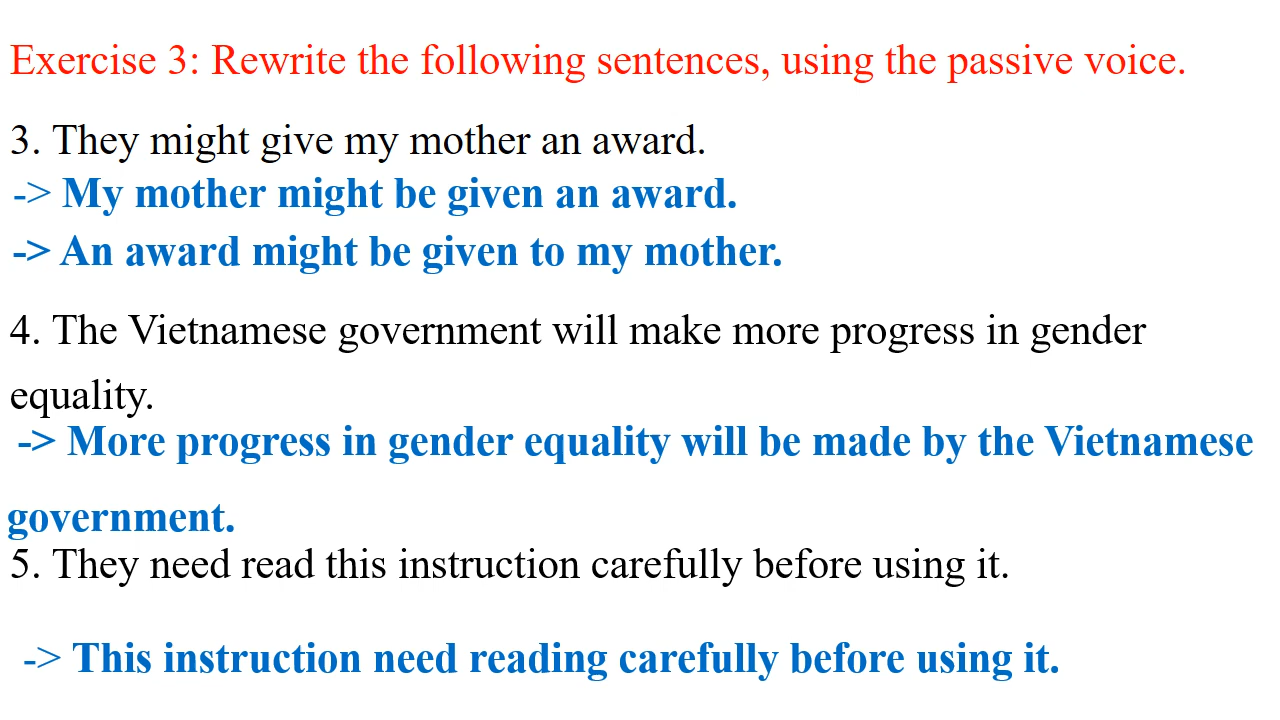 Exercise 3: Rewrite the following sentences, using the passive voice.
3. They might give my mother an award.
-> My mother might be given an award.
-> An award might be given to my mother.
4. The Vietnamese government will make more progress in gender
equality.
-> More progress in gender equality will be made by the Vietnamese
government.
5. They need read this instruction carefully before using it.
-> This instruction need reading carefully before using it.